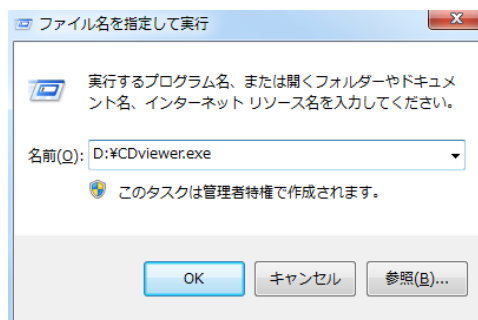 ファイル名を指定して実行
実行するプログラム名、または開くフォルダーやドキュメ
ント名、インターネット リソース名を入力してください。
名前(O): D:¥CDviewer.exe
このタスクは管理者特権で作成されます。
OK キャンセル 参照(B)...